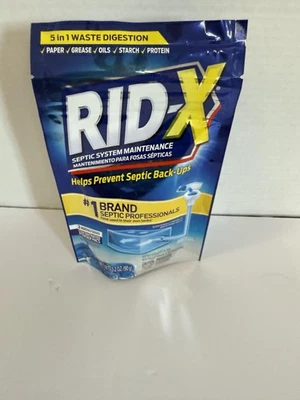 5 in 1 WASTE DIGESTION
✓ PAPER ✓ GREASE ✓ OILS ✓ STARCH ✓ PROTEIN
RID-X
SEPTIC SYSTEM MAINTENANCE
MANTENIMIENTO PARA FOSAS SÉPTICAS
Helps Prevent Septic Back-Ups
#1 BRAND
SEPTIC PROFESSIONALS